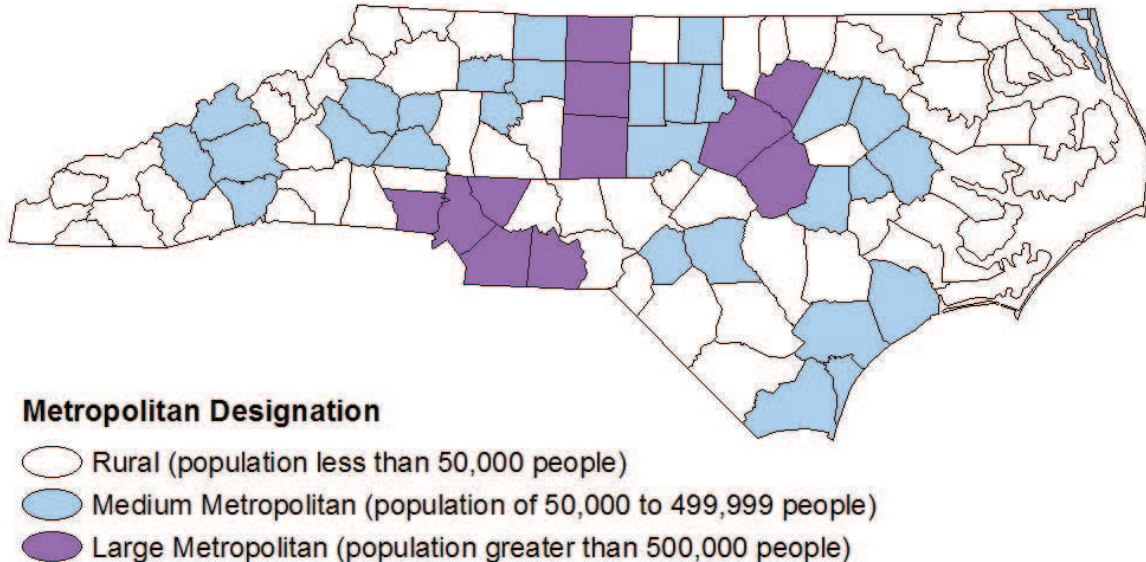 Metropolitan Designation
Rural (population less than 50,000 people)
Medium Metropolitan (population of 50,000 to 499,999 people)
Large Metropolitan (population greater than 500,000 people)